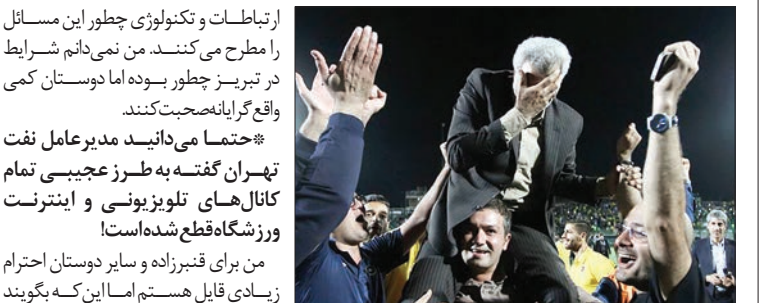 ارتباطات و تکنولوژی چطور این مسائل
را مطرح می‌کنند. من نمی‌دانم شرایط
در تبریز چطور بوده اما دوستان کمی
واقع‌گرایانه‌صحبت‌کنند.
*حتما می‌دانید مدیرعامل نفت
تهران گفته به طرز عجیبی تمام
کانال‌های تلویزیونی و اینترنت
ورزشگاه قطع شده است!
من برای قنبرزاده و سایر دوستان احترام
زیادی قایل هستم اما این که بگویند